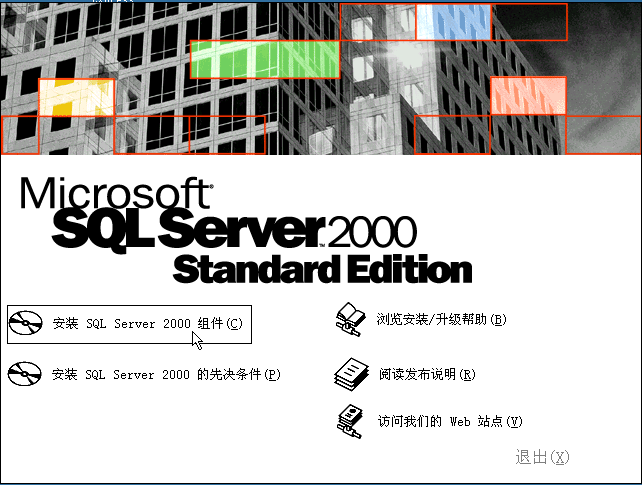 Microsoft®
SQL Server™ 2000
Standard Edition
安装 SQL Server 2000 组件(C)
浏览安装/升级帮助(B)
安装 SQL Server 2000 的先决条件(P)
阅读发布说明(R)
访问我们的 Web 站点(V)
退出(X)